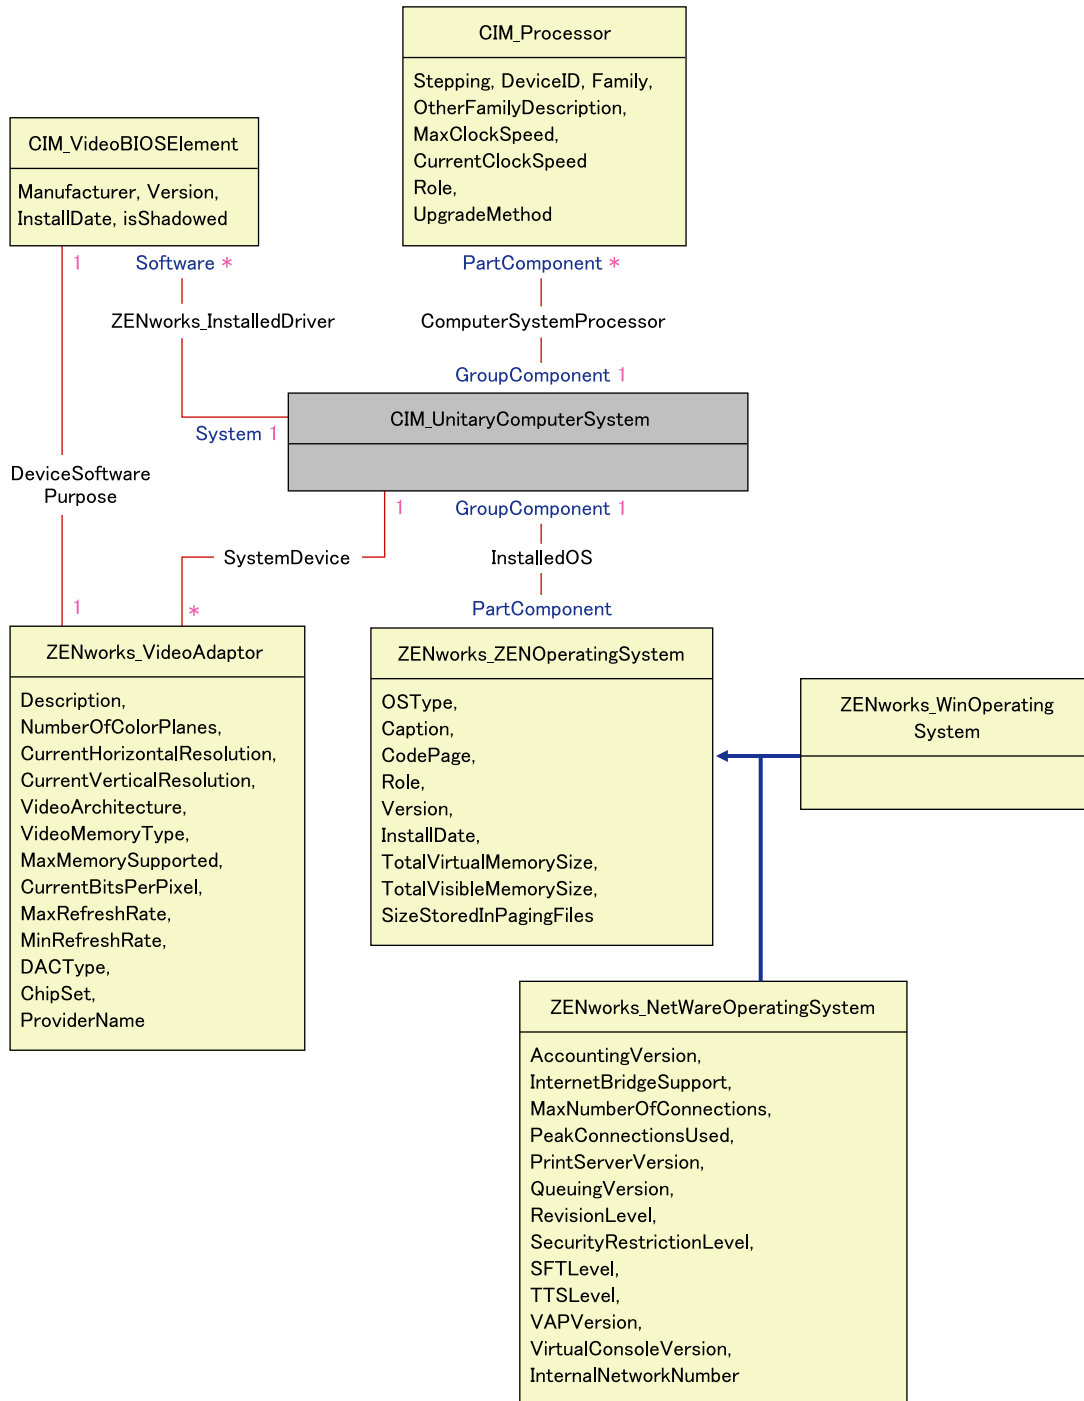 CIM_Processor
Stepping, DeviceID, Family,
OtherFamilyDescription,
MaxClockSpeed,
CurrentClockSpeed
Role,
UpgradeMethod
CIM_VideoBIOSElement
Manufacturer, Version,
InstallDate, isShadowed
1
Software *
PartComponent *
ZENworks_InstalledDriver
ComputerSystemProcessor
GroupComponent 1
CIM_UnitaryComputerSystem
System 1
DeviceSoftware
Purpose
1
GroupComponent 1
SystemDevice
InstalledOS
1
*
PartComponent
ZENworks_VideoAdaptor
Description,
NumberOfColorPlanes,
CurrentHorizontalResolution,
CurrentVerticalResolution,
VideoArchitecture,
VideoMemoryType,
MaxMemorySupported,
CurrentBitsPerPixel,
MaxRefreshRate,
MinRefreshRate,
DACType,
ChipSet,
ProviderName
ZENworks_ZENOperatingSystem
OSType,
Caption,
CodePage,
Role,
Version,
InstallDate,
TotalVirtualMemorySize,
TotalVisibleMemorySize,
SizeStoredInPagingFiles
ZENworks_WinOperating
System
ZENworks_NetWareOperatingSystem
AccountingVersion,
InternetBridgeSupport,
MaxNumberOfConnections,
PeakConnectionsUsed,
PrintServerVersion,
QueuingVersion,
RevisionLevel,
SecurityRestrictionLevel,
SFTLevel,
TTSLevel,
VAPVersion,
VirtualConsoleVersion,
InternalNetworkNumber